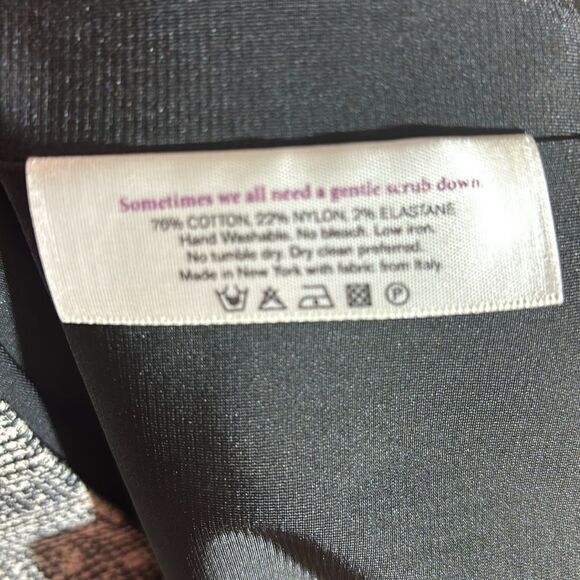 Sometimes we all need a gentle scrub down.
76% COTTON, 22% NYLON, 2% ELASTANE
Hand Washable. No bleach. Low iron.
No tumble dry. Dry clean preferred.
Made in New York with fabric from Italy.
P